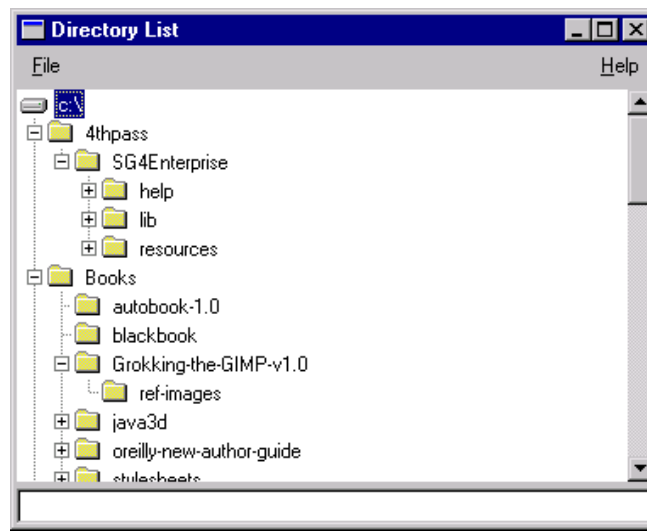 Directory List
File Help
c:\
4thpass
SG4Enterprise
help
lib
resources
Books
autobook-1.0
blackbook
Grokking-the-GIMP-v1.0
ref-images
java3d
oreilly-new-author-guide
stylesheets